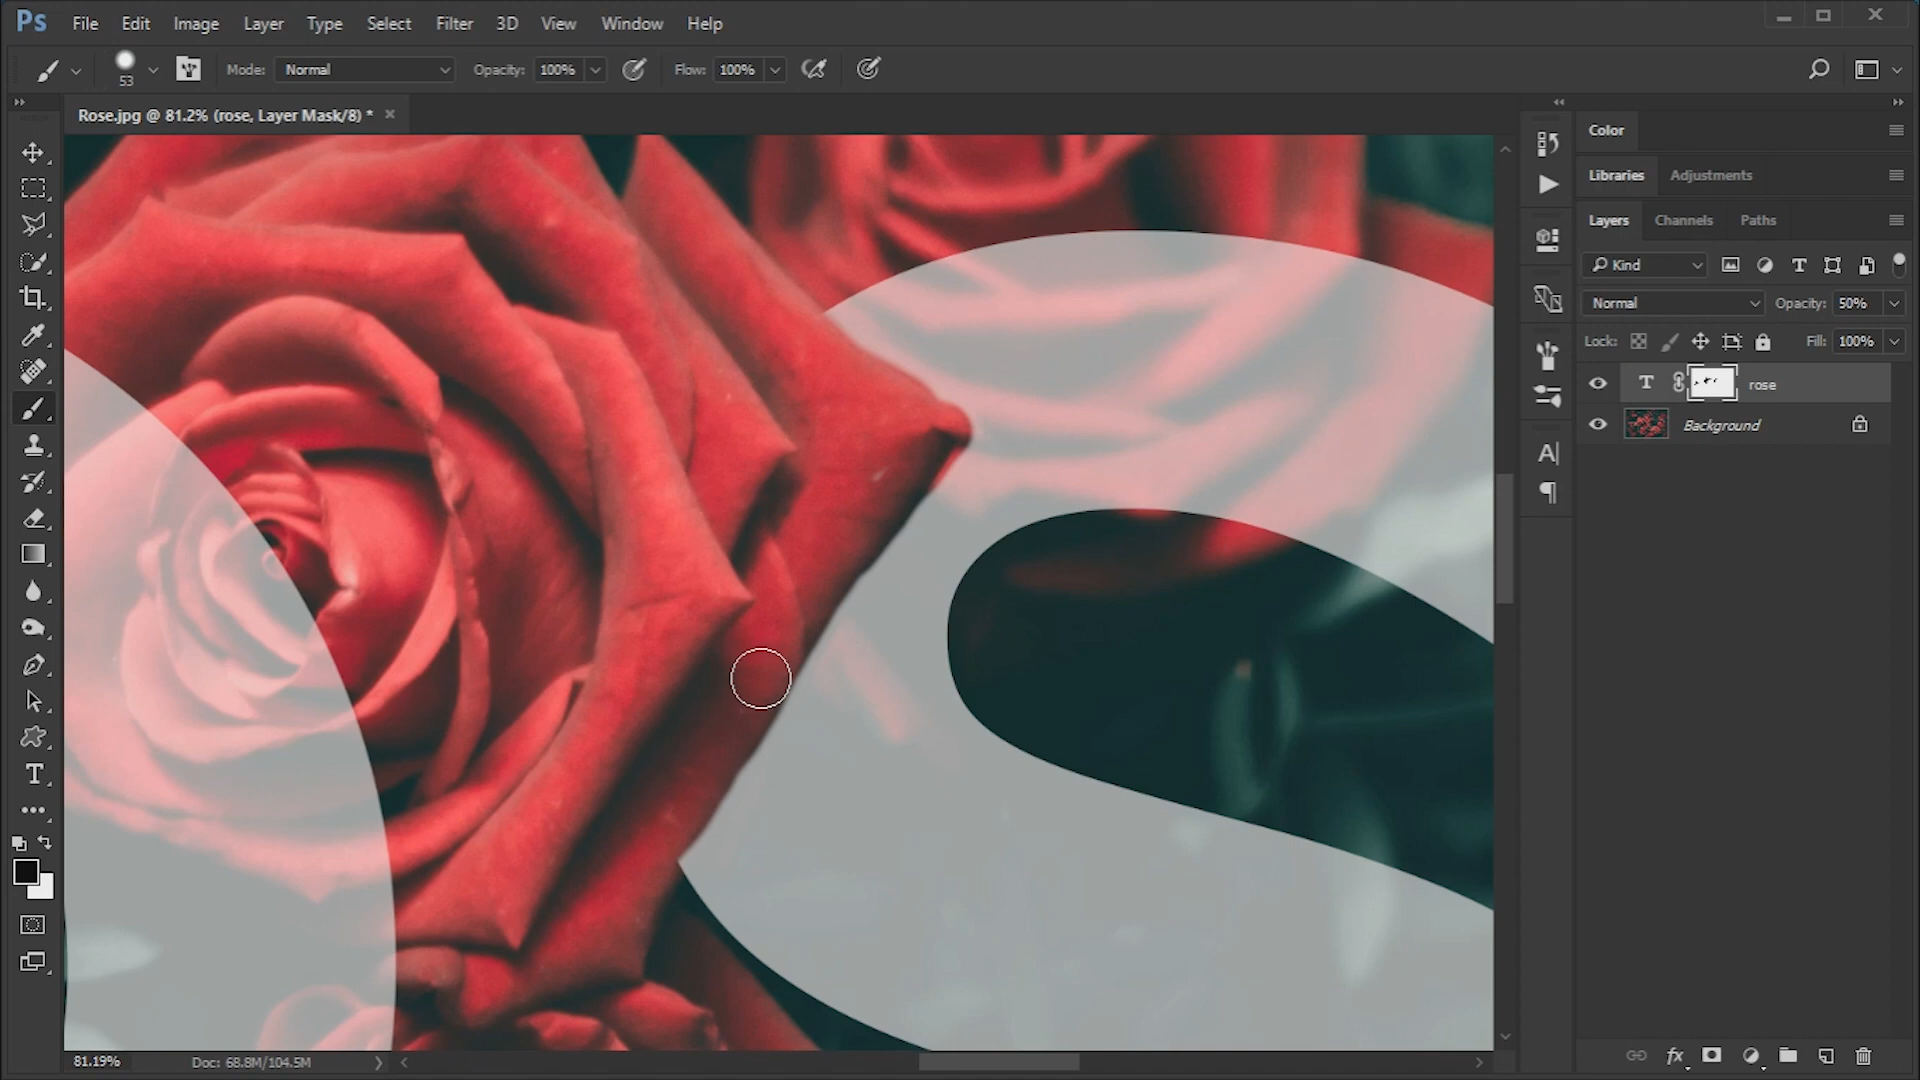 Ps File Edit Image Layer Type Select Filter 3D View Window Help
53 Mode: Normal Opacity: 100% Flow: 100%
Rose.jpg @ 81.2% (rose, Layer Mask/8) *
Color
Libraries Adjustments
Layers Channels Paths
Kind
Normal Opacity: 50%
Lock: Fill: 100%
T rose
Background
81.19% Doc: 68.8M/104.5M
fx